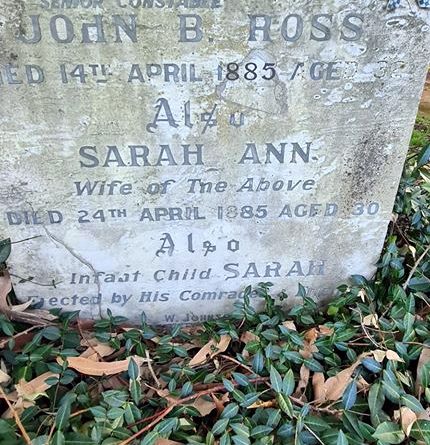 SENIOR CONSTABLE
JOHN B. ROSS
DIED 14TH APRIL 1885 AGED
Also
SARAH ANN.
Wife of The Above
DIED 24TH APRIL 1885 AGED 30
Also
Infant Child SARAH
Erected by His Comrades
W. JOHNS